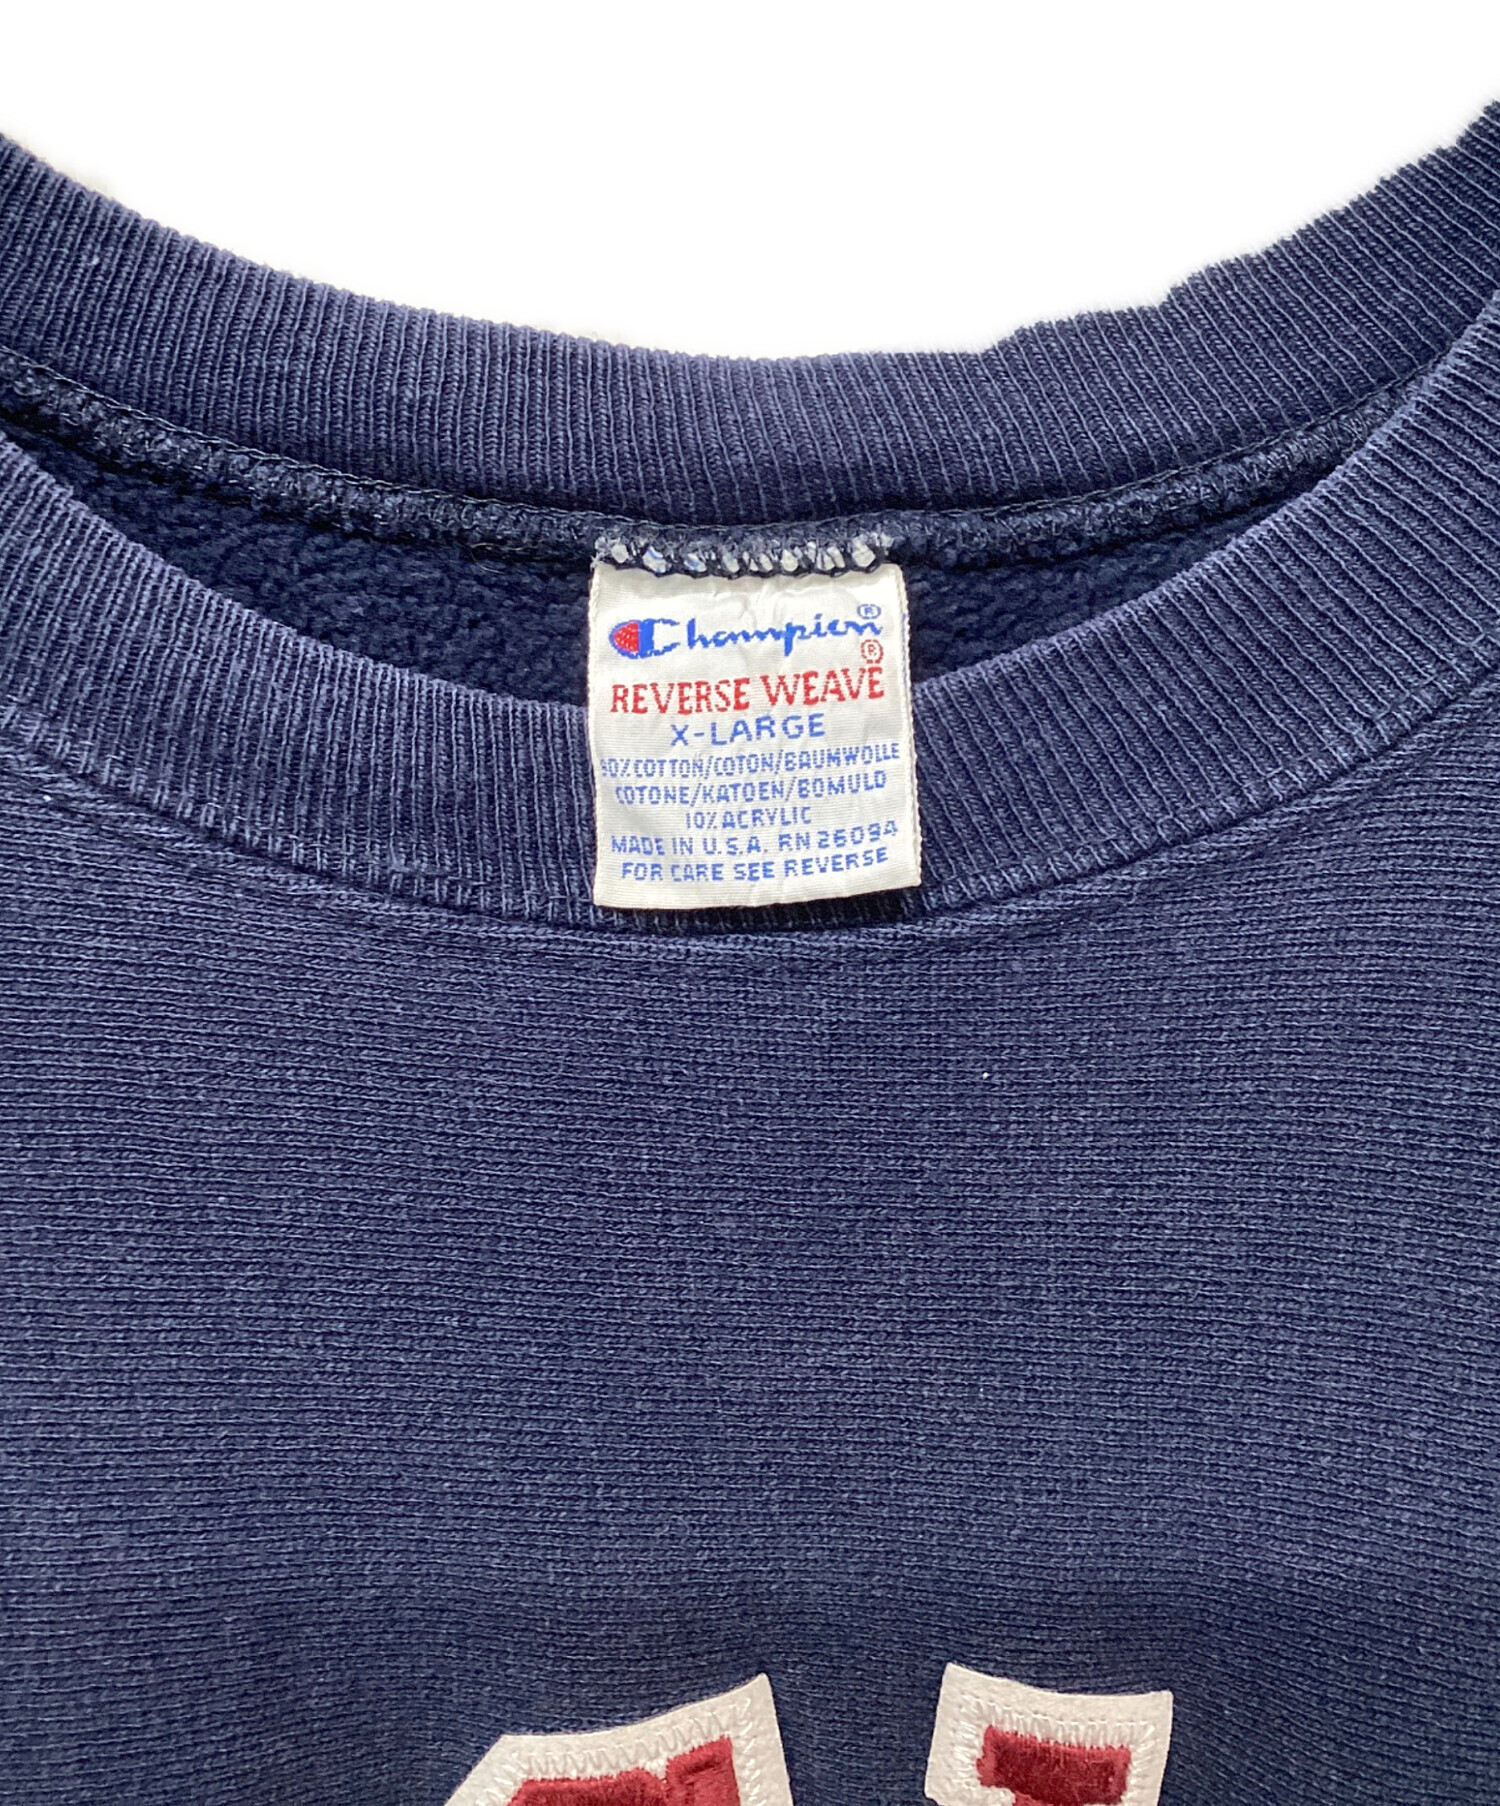 Champion®
REVERSE WEAVE®
X-LARGE
90% COTTON/COTON/BAUMWOLLE
COTONE/KATOEN/BOMULD
10% ACRYLIC
MADE IN U.S.A. RN 26094
FOR CARE SEE REVERSE